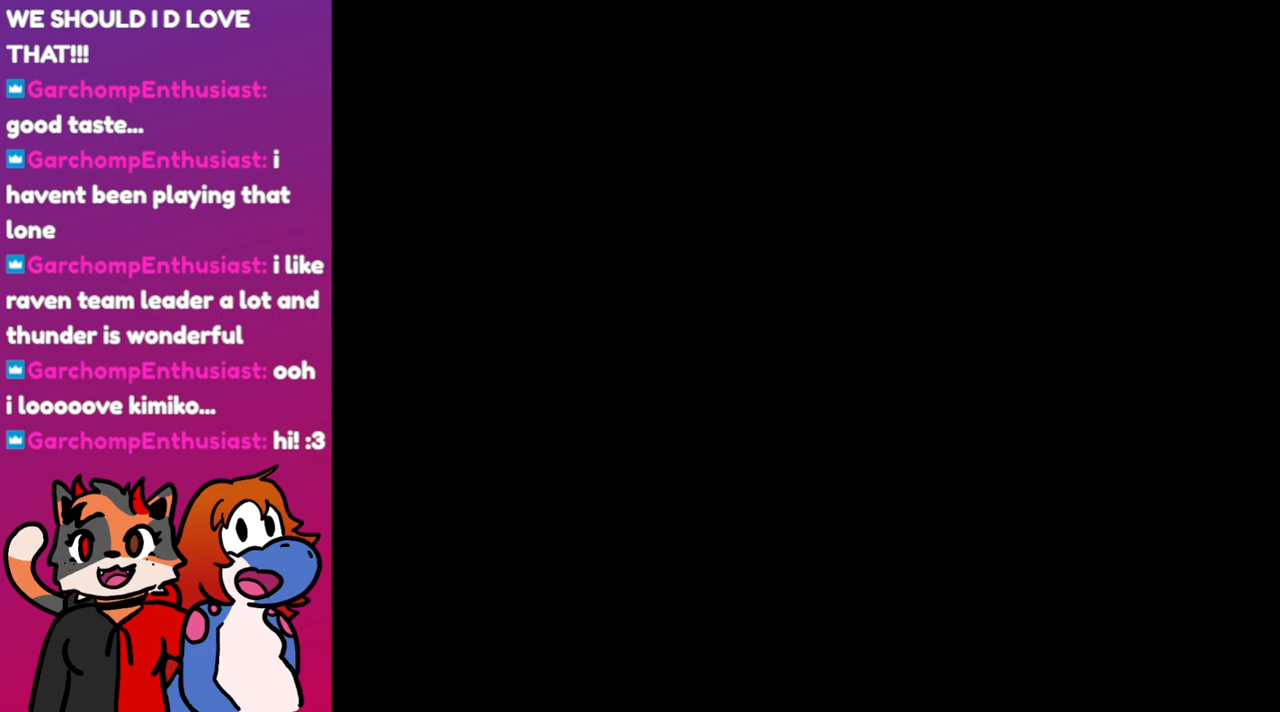 WE SHOULD I D LOVE
THAT!!!
GarchompEnthusiast:
good taste...
GarchompEnthusiast: i
havent been playing that
lone
GarchompEnthusiast: i like
raven team leader a lot and
thunder is wonderful
GarchompEnthusiast: ooh
i looooove kimiko...
GarchompEnthusiast: hi! :3